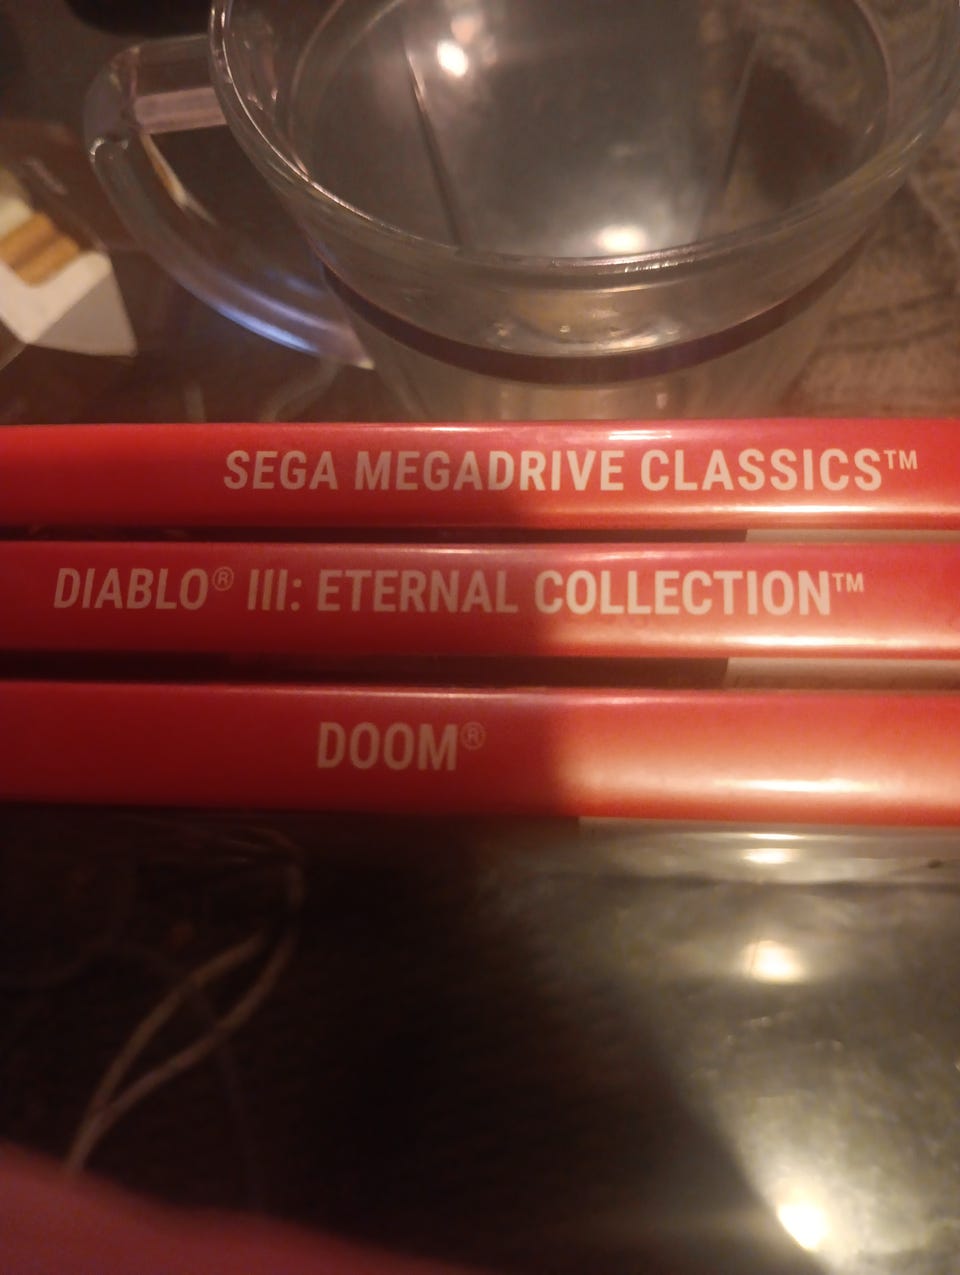 SEGA MEGADRIVE CLASSICS™
DIABLO® III: ETERNAL COLLECTION™
DOOM®